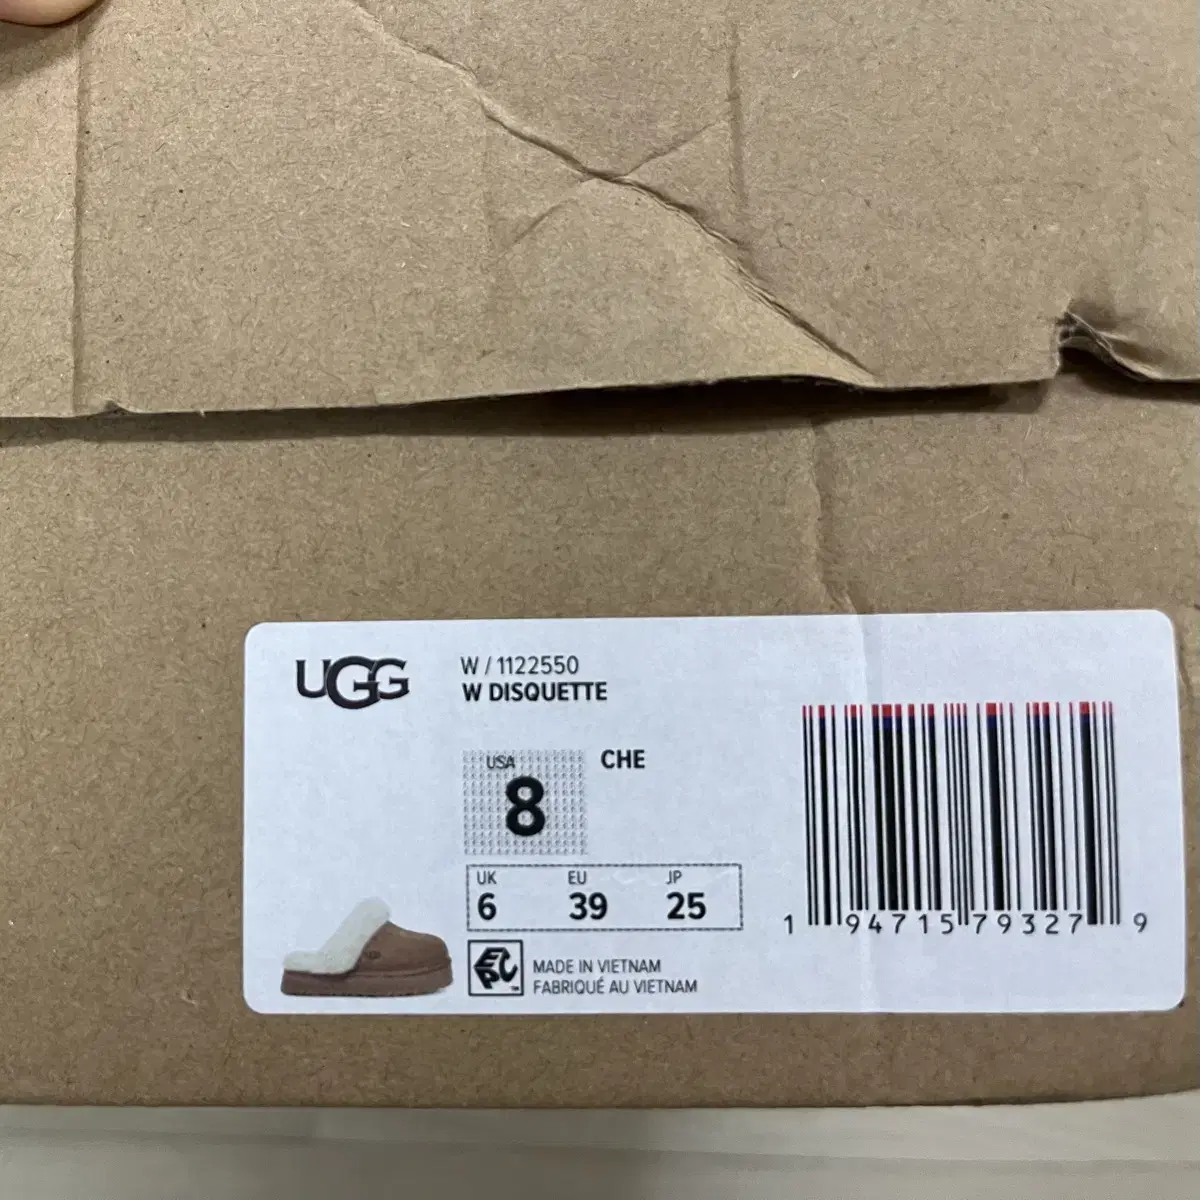 UGG
W / 1122550
W DISQUETTE
USA
8
CHE
UK
6
EU
39
JP
25
EPC™
MADE IN VIETNAM
FABRIQUÉ AU VIETNAM
1 94715 79327 9